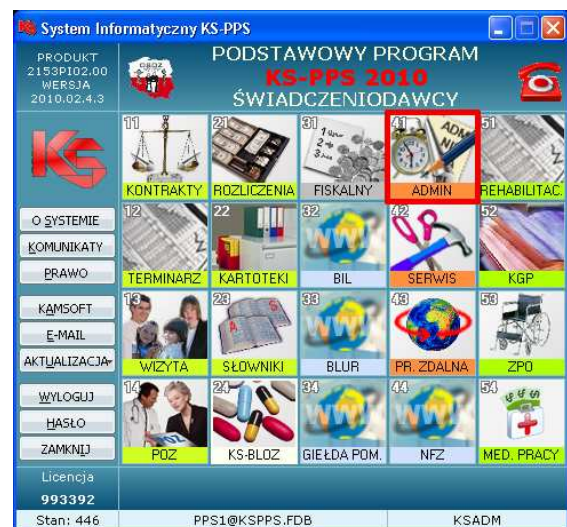 System Informatyczny KS-PPS
PRODUKT
2153PI02.00
WERSJA
2010.02.4.3
PODSTAWOWY PROGRAM
KS-PPS 2010
ŚWIADCZENIODAWCY
KS
O SYSTEMIE
KOMUNIKATY
PRAWO
KAMSOFT
E-MAIL
AKTUALIZACJA
WYLOGUJ
HASŁO
ZAMKNIJ
11
21
31
41
51
KONTRAKTY
ROZLICZENIA
FISKALNY
ADMIN
REHABILITAC.
12
22
32
42
52
TERMINARZ
KARTOTEKI
BIL
SERWIS
KGP
13
23
33
43
53
WIZYTA
SŁOWNIKI
BLUR
PR. ZDALNA
ZPO
14
24
34
44
54
POZ
KS-BLOZ
GIEŁDA POM.
NFZ
MED. PRACY
Licencja
993392
Stan: 446
PPS1@KSPPS.FDB
KSADM